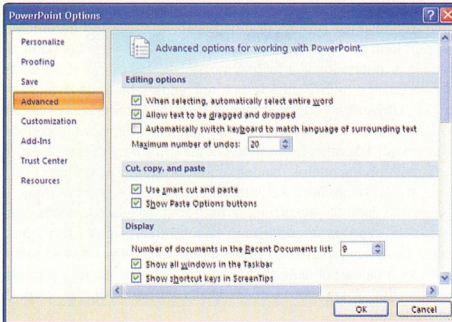 PowerPoint Options
Personalize
Proofing
Save
Advanced
Customization
Add-Ins
Trust Center
Resources
Advanced options for working with PowerPoint.
Editing options
When selecting, automatically select entire word
Allow text to be dragged and dropped
Automatically switch keyboard to match language of surrounding text
Maximum number of undos: 20
Cut, copy, and paste
Use smart cut and paste
Show Paste Options buttons
Display
Number of documents in the Recent Documents list: 9
Show all windows in the Taskbar
Show shortcut keys in ScreenTips
OK Cancel